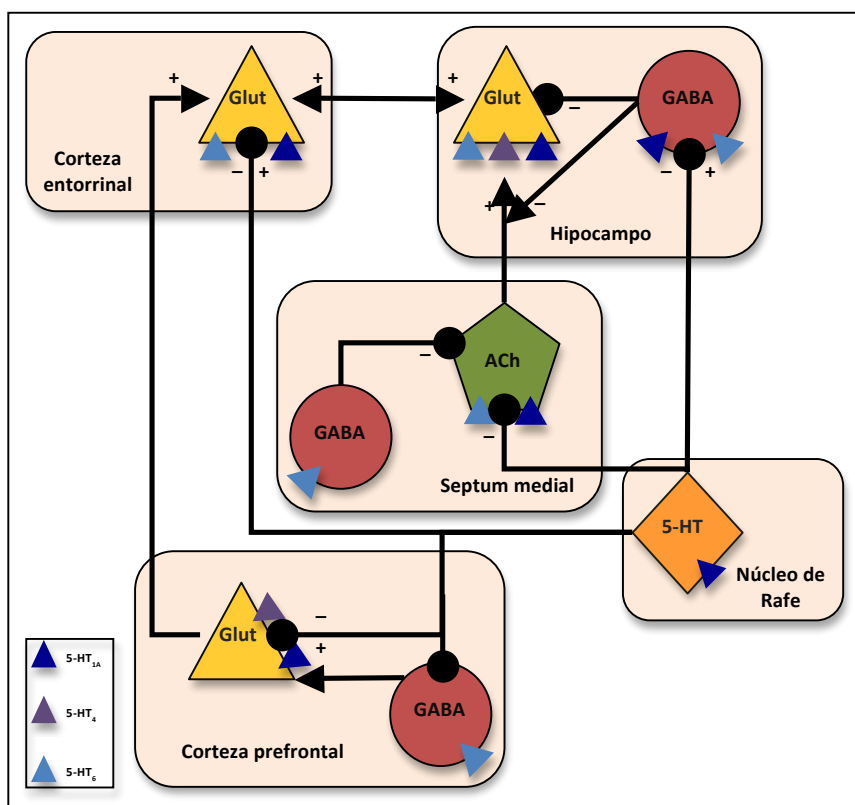 +
+
+
Glut
Glut
GABA
−
Corteza
entorrinal
−
+
−
+
+
−
Hipocampo
−
ACh
GABA
−
Septum medial
5-HT
Núcleo de
Rafe
Glut
−
+
GABA
Corteza prefrontal
5-HT1A
5-HT4
5-HT6